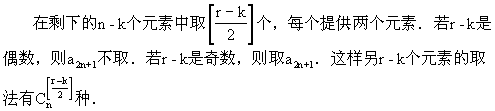 在剩下的n-k个元素中取[(r-k)/2]个，每个提供两个元素．若r-k是
偶数，则a₂ₙ₊₁不取．若r-k是奇数，则取a₂ₙ₊₁．这样另r-k个元素的取
法有Cₙ^[(r-k)/2]种．